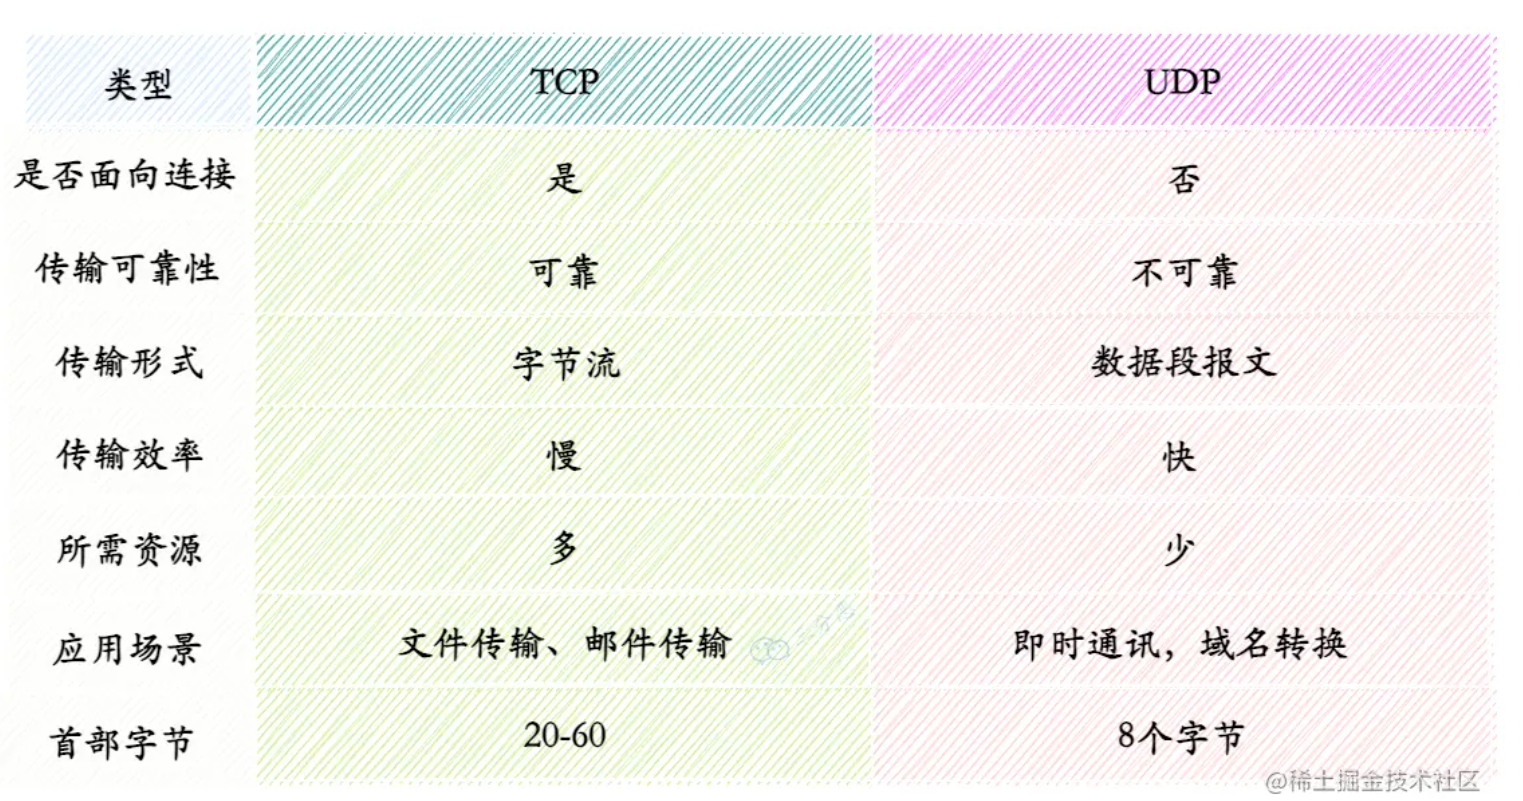 类型 TCP UDP
是否面向连接 是 否
传输可靠性 可靠 不可靠
传输形式 字节流 数据段报文
传输效率 慢 快
所需资源 多 少
应用场景 文件传输、邮件传输 即时通讯，域名转换
首部字节 20-60 8个字节
@稀土掘金技术社区